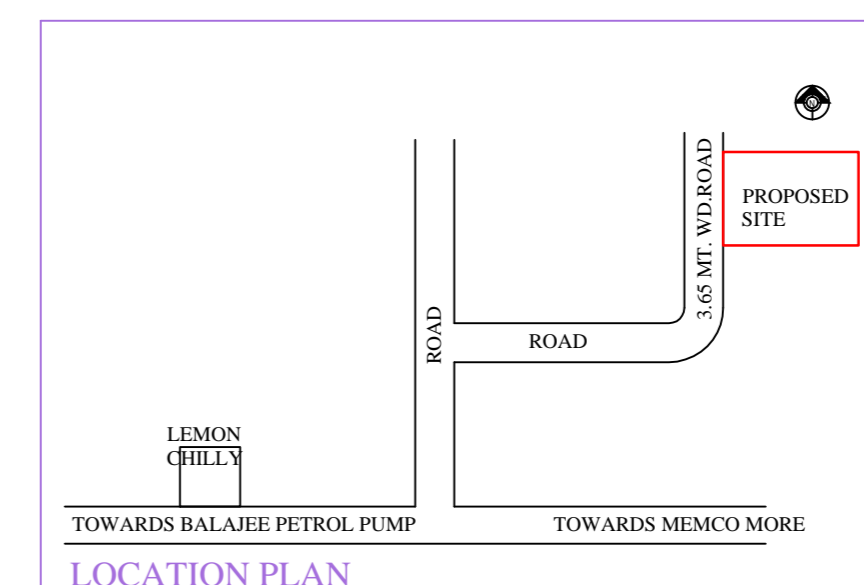 N
3.65 MT. WD.ROAD
PROPOSED
SITE
ROAD
ROAD
LEMON
CHILLY
TOWARDS BALAJEE PETROL PUMP
TOWARDS MEMCO MORE
LOCATION PLAN